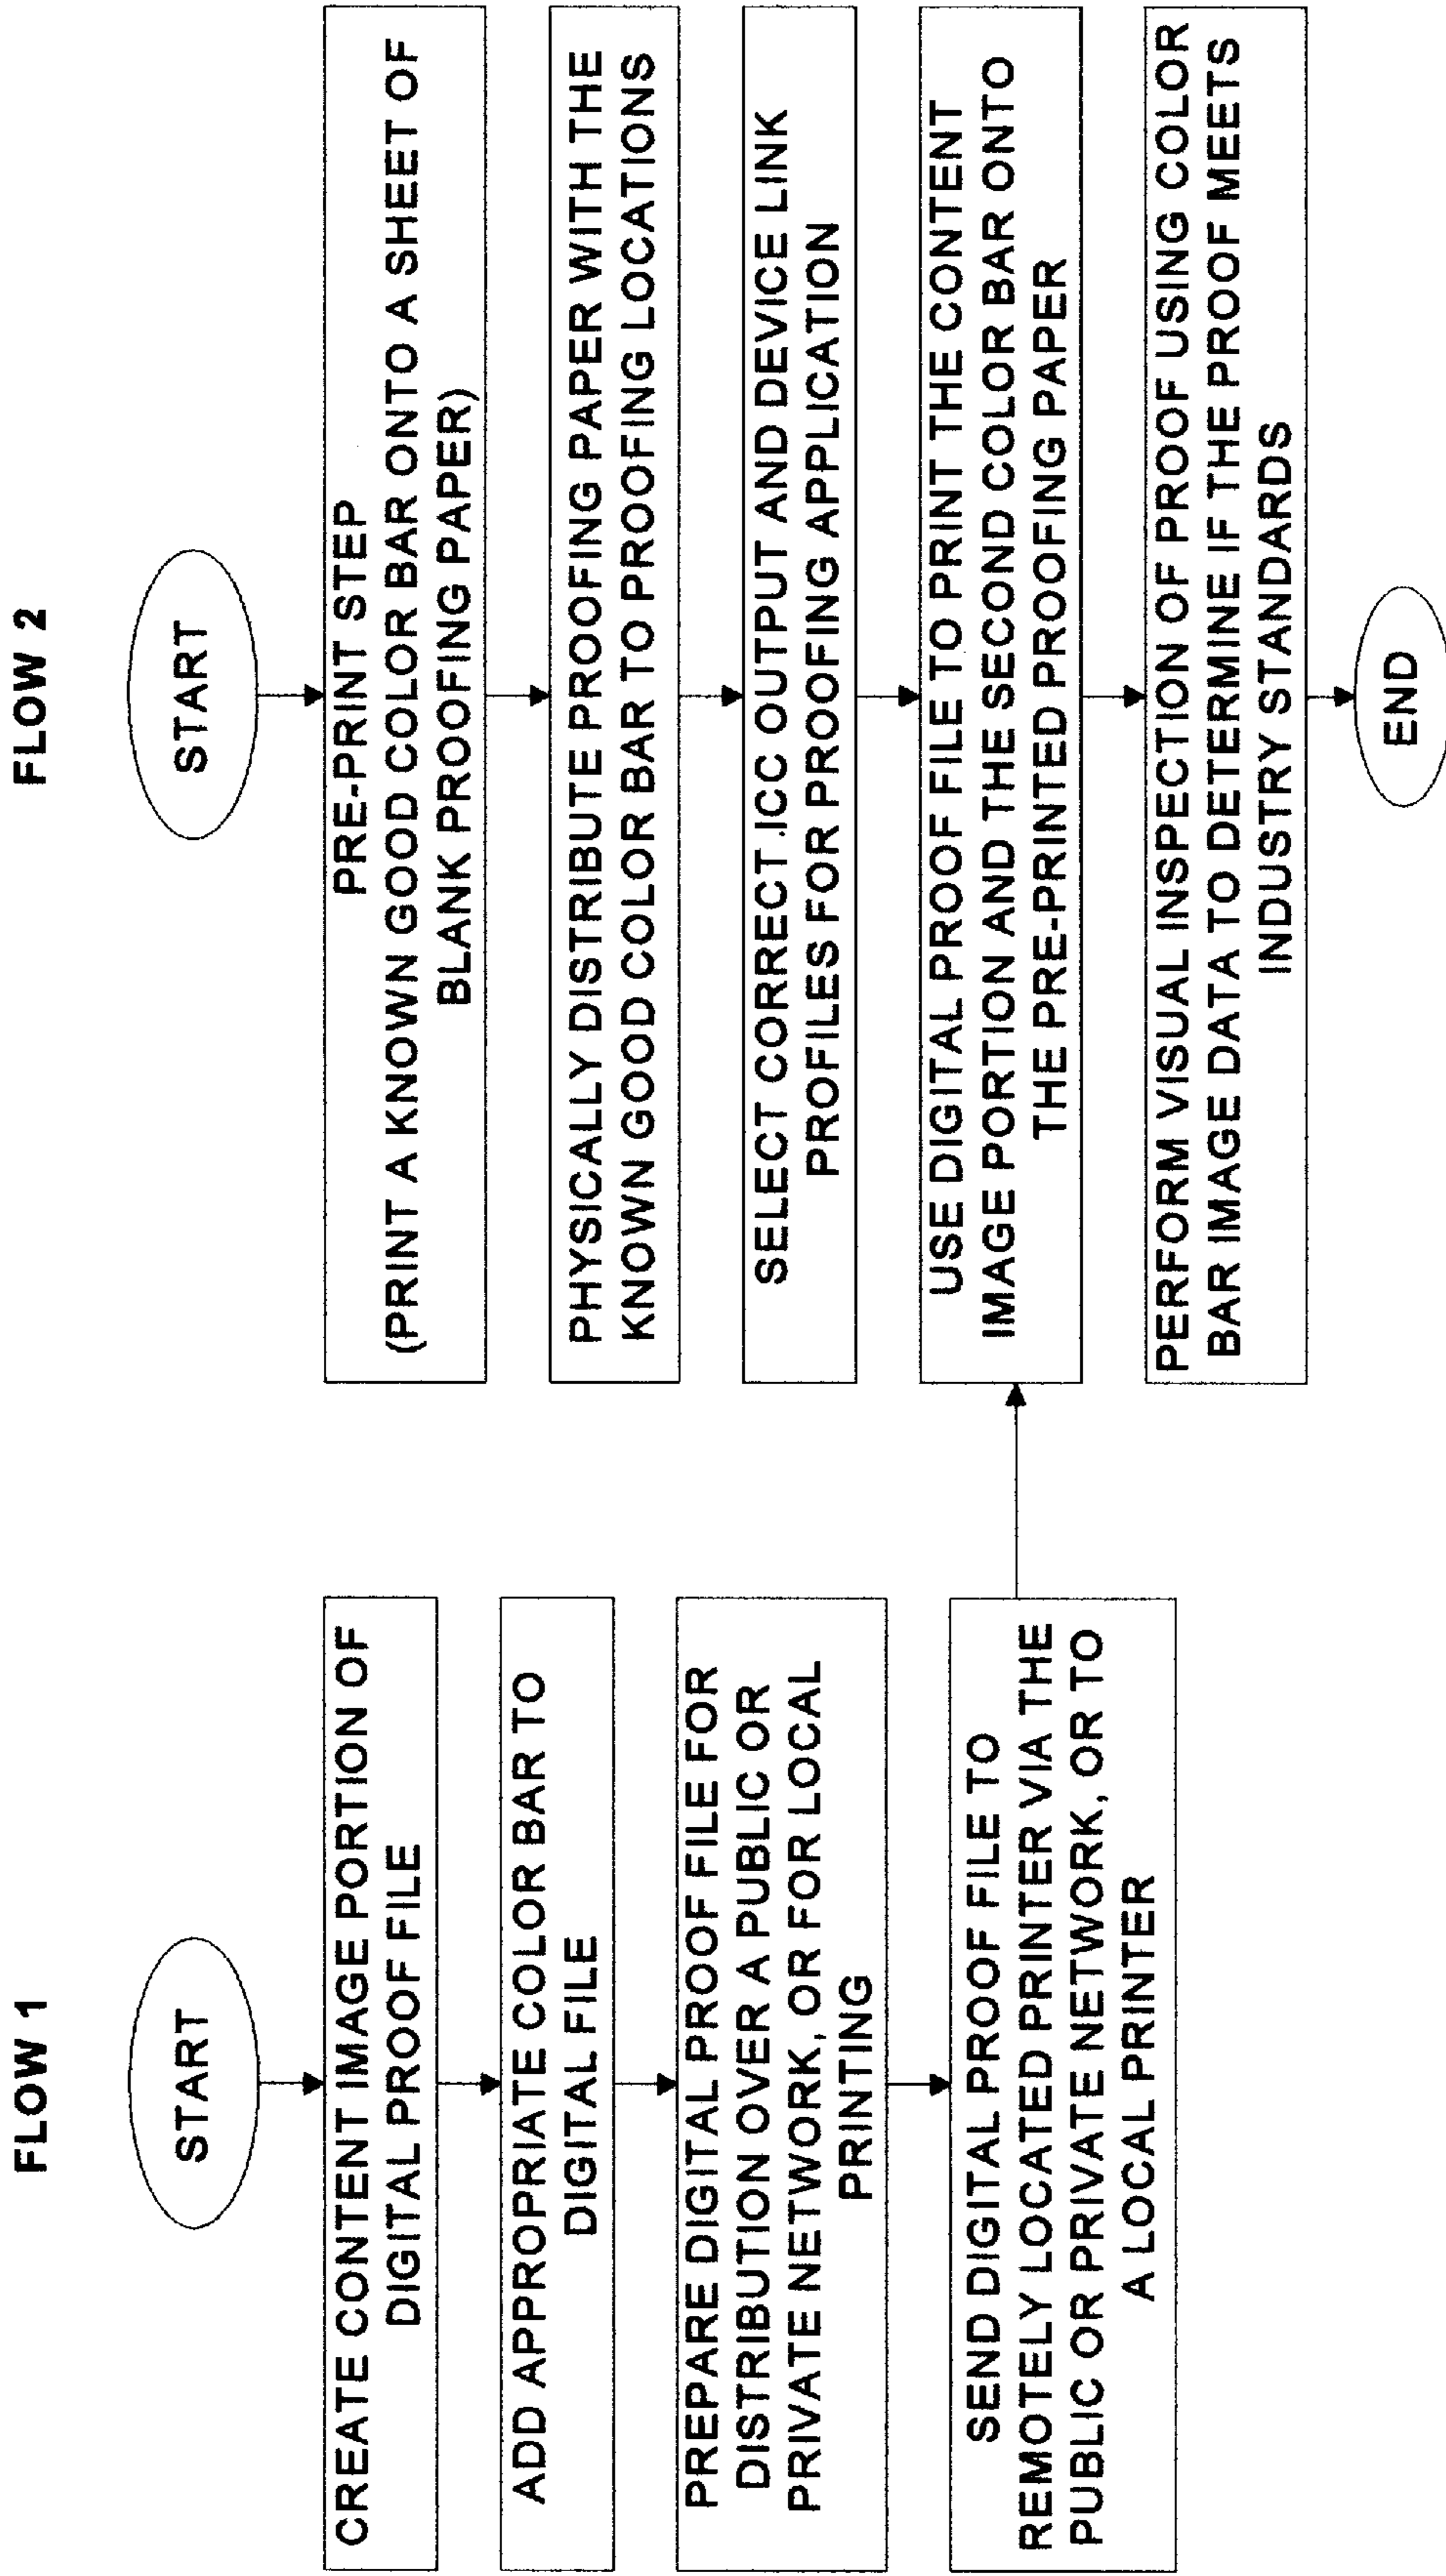 FLOW 1
START
CREATE CONTENT IMAGE PORTION OF
DIGITAL PROOF FILE
ADD APPROPRIATE COLOR BAR TO
DIGITAL FILE
PREPARE DIGITAL PROOF FILE FOR
DISTRIBUTION OVER A PUBLIC OR
PRIVATE NETWORK, OR FOR LOCAL
PRINTING
SEND DIGITAL PROOF FILE TO
REMOTELY LOCATED PRINTER VIA THE
PUBLIC OR PRIVATE NETWORK, OR TO
A LOCAL PRINTER
FLOW 2
START
PRE-PRINT STEP
(PRINT A KNOWN GOOD COLOR BAR ONTO A SHEET OF
BLANK PROOFING PAPER)
PHYSICALLY DISTRIBUTE PROOFING PAPER WITH THE
KNOWN GOOD COLOR BAR TO PROOFING LOCATIONS
SELECT CORRECT .ICC OUTPUT AND DEVICE LINK
PROFILES FOR PROOFING APPLICATION
USE DIGITAL PROOF FILE TO PRINT THE CONTENT
IMAGE PORTION AND THE SECOND COLOR BAR ONTO
THE PRE-PRINTED PROOFING PAPER
PERFORM VISUAL INSPECTION OF PROOF USING COLOR
BAR IMAGE DATA TO DETERMINE IF THE PROOF MEETS
INDUSTRY STANDARDS
END